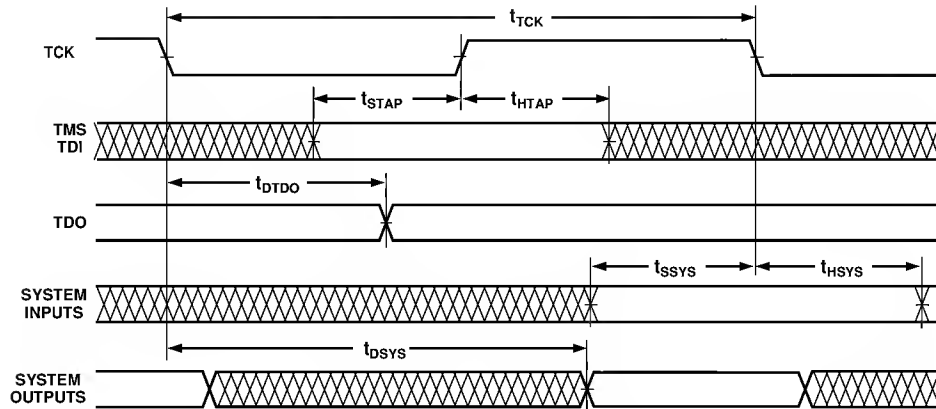 tTCK
TCK
tSTAP
tHTAP
TMS
TDI
tDTDO
TDO
tSSYS
tHSYS
SYSTEM
INPUTS
tDSYS
SYSTEM
OUTPUTS